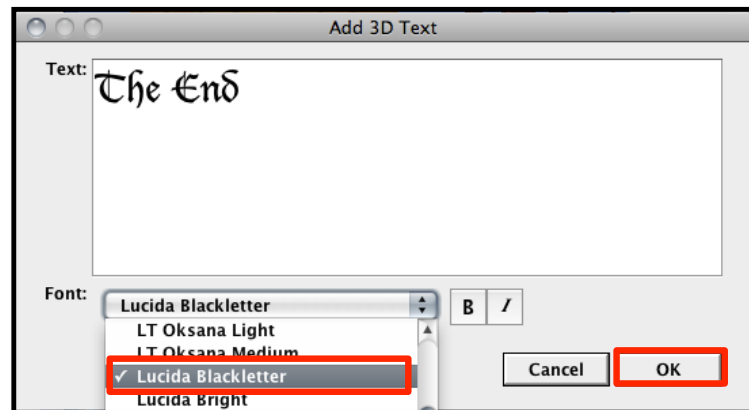 Add 3D Text
Text:
The End
Font:
Lucida Blackletter
B I
LT Oksana Light
LT Oksana Medium
✓ Lucida Blackletter
Lucida Bright
Cancel
OK